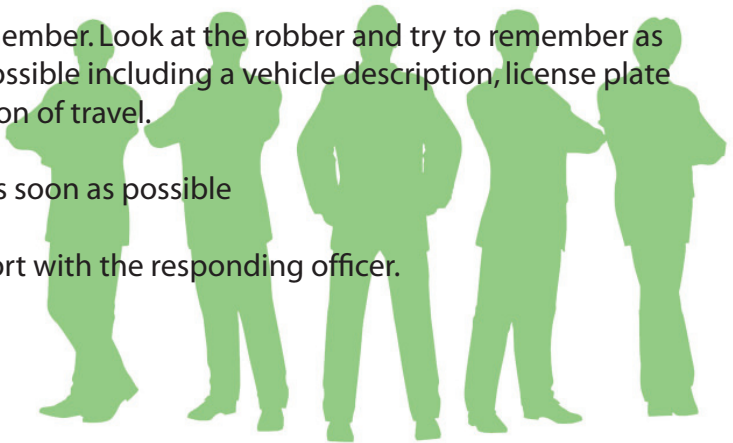 ember. Look at the robber and try to remember as
ossible including a vehicle description, license plate
on of travel.
s soon as possible
ort with the responding officer.